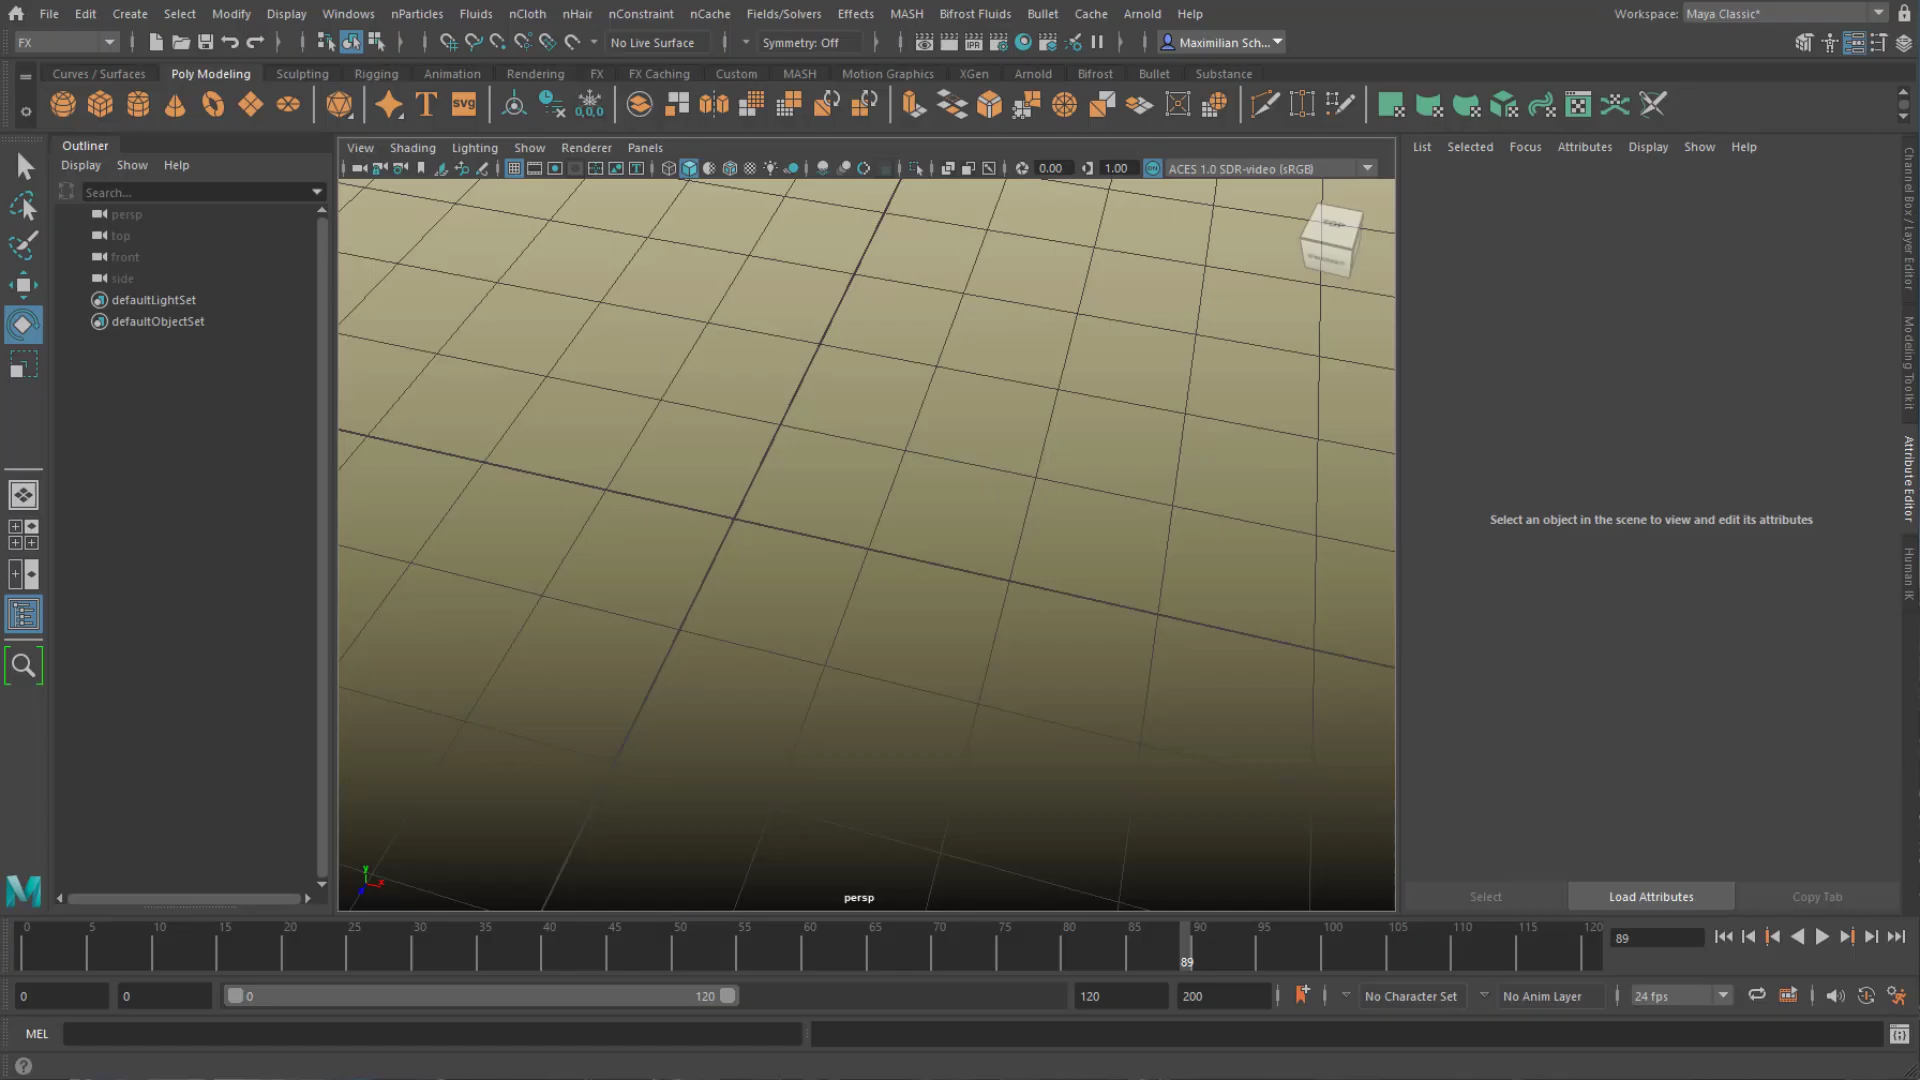 File Edit Create Select Modify Display Windows nParticles Fluids nCloth nHair nConstraint nCache Fields/Solvers Effects MASH Bifrost Fluids Bullet Cache Arnold Help Workspace: Maya Classic*
FX No Live Surface Symmetry: Off IPR Maximilian Sch...
Curves / Surfaces Poly Modeling Sculpting Rigging Animation Rendering FX FX Caching Custom MASH Motion Graphics XGen Arnold Bifrost Bullet Substance
T SVG 0,0,0
Outliner
Display Show Help
Search...
persp
top
front
side
defaultLightSet
defaultObjectSet
View Shading Lighting Show Renderer Panels
0.00 1.00 ACES 1.0 SDR-video (sRGB)
TOP
y
x
persp
List Selected Focus Attributes Display Show Help
Select an object in the scene to view and edit its attributes
Select Load Attributes Copy Tab
Channel Box / Layer Editor
Modeling Toolkit
Attribute Editor
Human IK
0 5 10 15 20 25 30 35 40 45 50 55 60 65 70 75 80 85 90 95 100 105 110 115 120
89
89
0 0 0 120 120 200 No Character Set No Anim Layer 24 fps
MEL